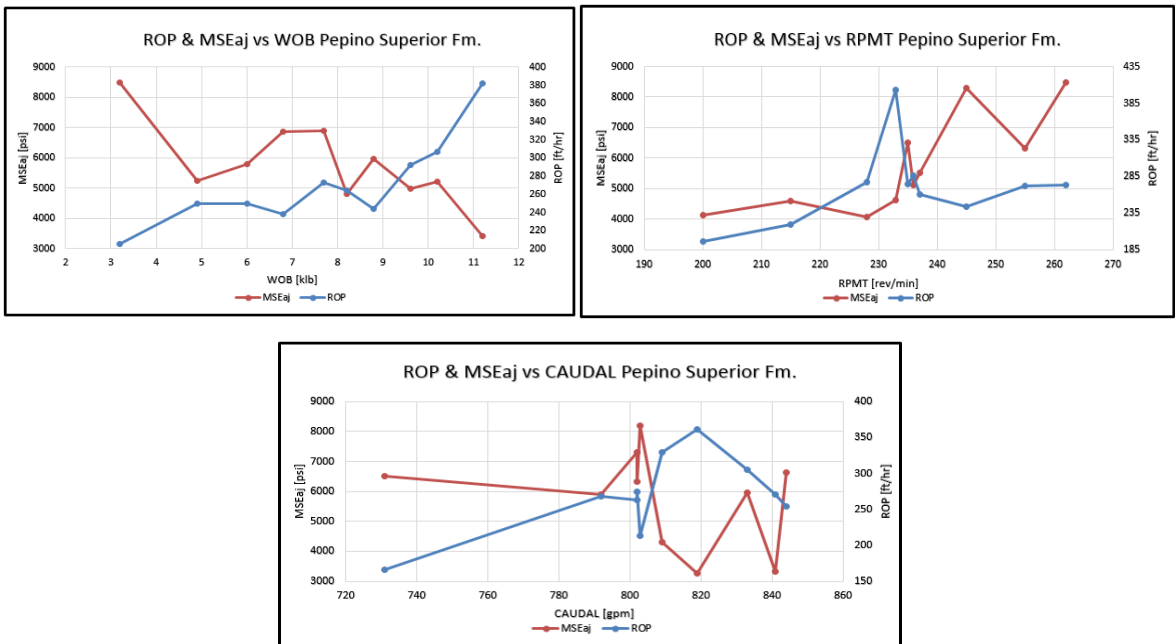 ROP & MSEaj vs WOB Pepino Superior Fm.
9000
8000
7000
6000
5000
4000
3000
MSEaj [psi]
400
380
360
340
320
300
280
260
240
220
200
ROP [ft/hr]
2 3 4 5 6 7 8 9 10 11 12
WOB [klb]
MSEaj ROP
ROP & MSEaj vs RPMT Pepino Superior Fm.
9000
8000
7000
6000
5000
4000
3000
MSEaj [psi]
435
385
335
285
235
185
ROP [ft/hr]
190 200 210 220 230 240 250 260 270
RPMT [rev/min]
MSEaj ROP
ROP & MSEaj vs CAUDAL Pepino Superior Fm.
9000
8000
7000
6000
5000
4000
3000
MSEaj [psi]
400
350
300
250
200
150
ROP [ft/hr]
720 740 760 780 800 820 840 860
CAUDAL [gpm]
MSEaj ROP